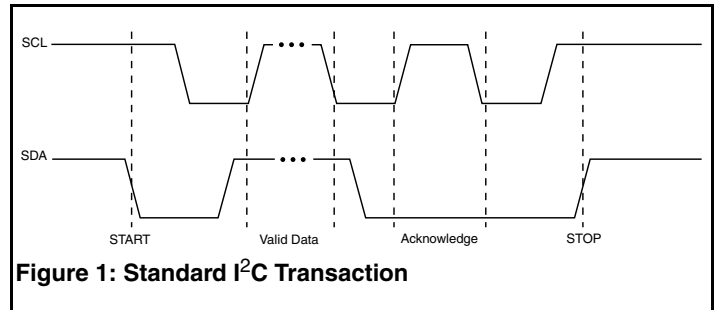 SCL
SDA
START Valid Data Acknowledge STOP
Figure 1: Standard I²C Transaction